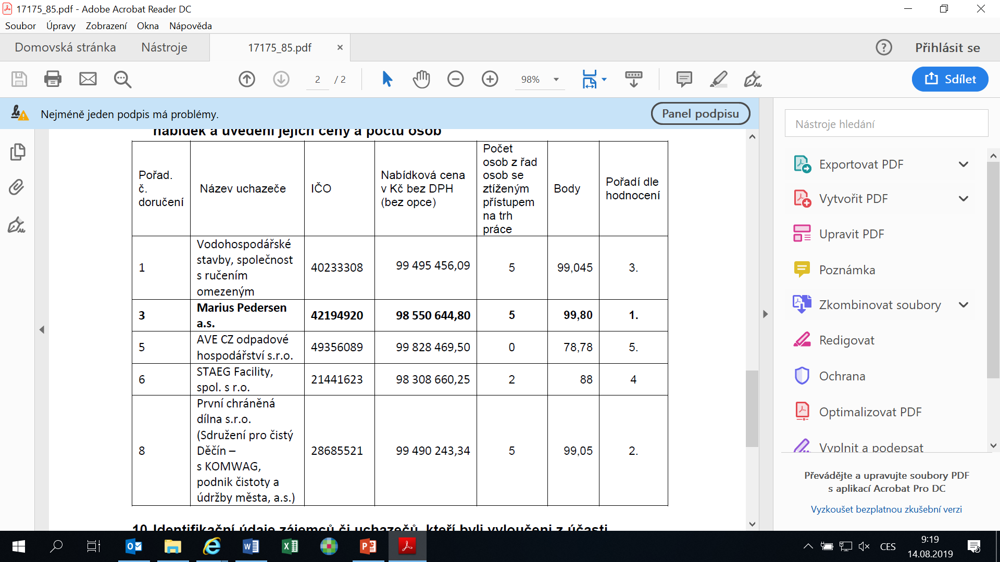 17175_85.pdf - Adobe Acrobat Reader DC
Soubor Úpravy Zobrazení Okna Nápověda
Domovská stránka Nástroje 17175_85.pdf × ? Přihlásit se
2 / 2 98% Sdílet
Nejméně jeden podpis má problémy. Panel podpisu
nabídek a uvedení jejich ceny a počtu osob
Pořad.
č.
doručení
Název uchazeče
IČO
Nabídková cena
v Kč bez DPH
(bez opce)
Počet
osob z řad
osob se
ztíženým
přístupem
na trh
práce
Body
Pořadí dle
hodnocení
1
Vodohospodářské
stavby, společnost
s ručením
omezeným
40233308
99 495 456,09
5
99,045
3.
3
Marius Pedersen
a.s.
42194920
98 550 644,80
5
99,80
1.
5
AVE CZ odpadové
hospodářství s.r.o.
49356089
99 828 469,50
0
78,78
5.
6
STAEG Facility,
spol. s r.o.
21441623
98 308 660,25
2
88
4
8
První chráněná
dílna s.r.o.
(Sdružení pro čistý
Děčín –
s KOMWAG,
podnik čistoty a
údržby města, a.s.)
28685521
99 490 243,34
5
99,05
2.
10 Identifikační údaje zájemců či uchazečů, kteří byli vyloučeni z účasti
Nástroje hledání
Exportovat PDF
Vytvořit PDF
Upravit PDF
Poznámka
Zkombinovat soubory
Redigovat
Ochrana
Optimalizovat PDF
Vyplnit a podepsat
Převádějte a upravujte soubory PDF
s aplikací Acrobat Pro DC
Vyzkoušet bezplatnou zkušební verzi
CES
9:19
14.08.2019